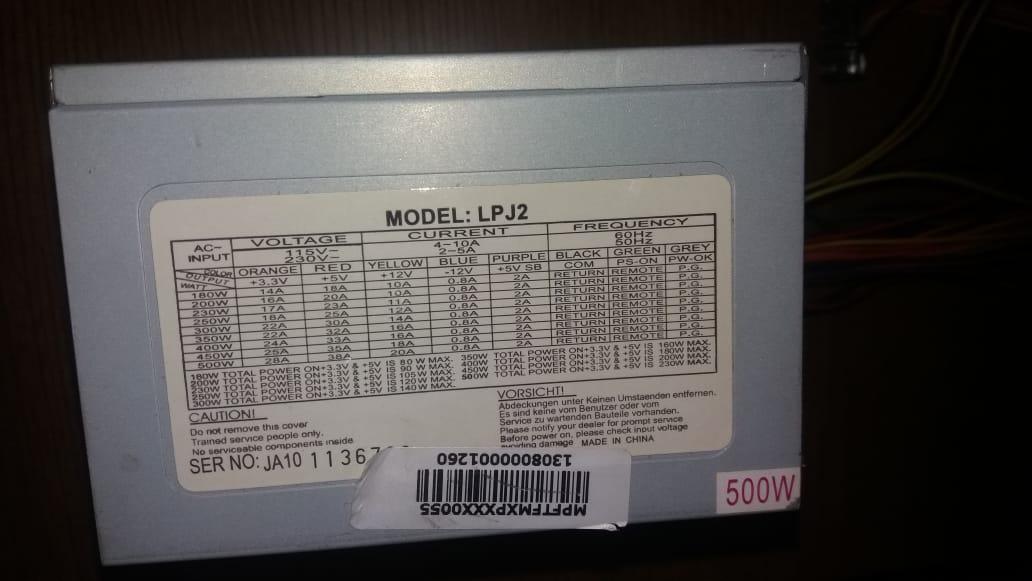 MODEL: LPJ2
AC~ INPUT VOLTAGE CURRENT FREQUENCY
115V~ 4-10A 60Hz
230V~ 2-5A 50Hz
COLOR ORANGE RED YELLOW BLUE PURPLE BLACK GREEN GREY
OUTPUT WATT +3.3V +5V +12V -12V +5V SB COM PS-ON PW-OK
180W 14A 18A 10A 0.8A 2A RETURN REMOTE P.G.
200W 16A 20A 10A 0.8A 2A RETURN REMOTE P.G.
230W 17A 23A 11A 0.8A 2A RETURN REMOTE P.G.
250W 18A 25A 12A 0.8A 2A RETURN REMOTE P.G.
300W 22A 30A 14A 0.8A 2A RETURN REMOTE P.G.
350W 22A 32A 16A 0.8A 2A RETURN REMOTE P.G.
400W 24A 33A 16A 0.8A 2A RETURN REMOTE P.G.
450W 25A 35A 18A 0.8A 2A RETURN REMOTE P.G.
500W 28A 38A 20A 0.8A 2A RETURN REMOTE P.G.
180W TOTAL POWER ON+3.3V & +5V IS 80 W MAX.
200W TOTAL POWER ON+3.3V & +5V IS 90 W MAX.
230W TOTAL POWER ON+3.3V & +5V IS 105W MAX.
250W TOTAL POWER ON+3.3V & +5V IS 120W MAX.
300W TOTAL POWER ON+3.3V & +5V IS 140W MAX.
350W TOTAL POWER ON+3.3V & +5V IS 160W MAX.
400W TOTAL POWER ON+3.3V & +5V IS 180W MAX.
450W TOTAL POWER ON+3.3V & +5V IS 200W MAX.
500W TOTAL POWER ON+3.3V & +5V IS 230W MAX.
CAUTION!
Do not remove this cover
Trained service people only.
No serviceable components inside
SER NO: JA10 11367
VORSICHT!
Abdeckungen unter Keinen Umstaenden entfernen.
Es sind keine vom Benutzer oder vom
Service zu wartenden Bauteile vorhanden.
Please notify your dealer for prompt service
Before power on, please check input voltage
avoiding damage MADE IN CHINA
1308000001260
MPFTFMXPXXX0055
500W